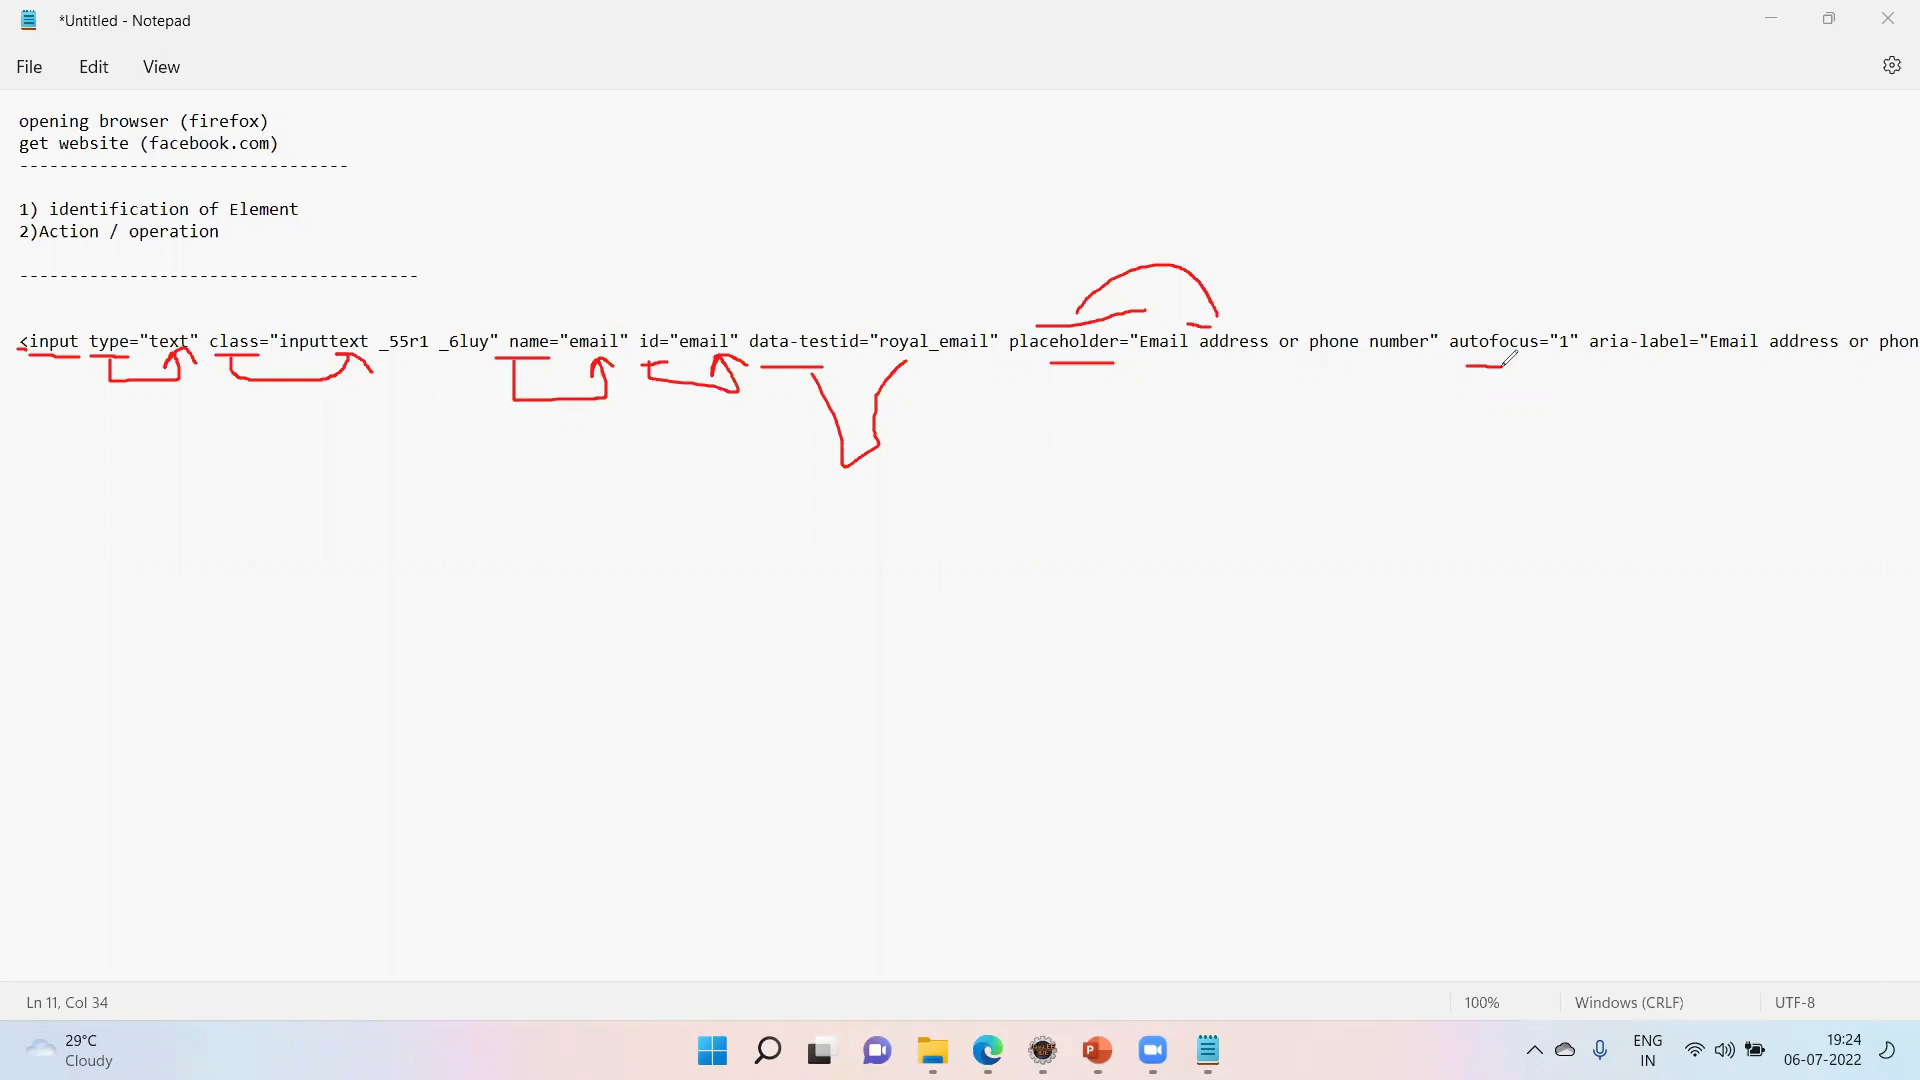 *Untitled - Notepad
File Edit View
opening browser (firefox)
get website (facebook.com)
---------------------------------
1) identification of Element
2)Action / operation
----------------------------------------
<input type="text" class="inputtext _55r1 _6luy" name="email" id="email" data-testid="royal_email" placeholder="Email address or phone number" autofocus="1" aria-label="Email address or phon
Ln 11, Col 34 100% Windows (CRLF) UTF-8
29°C
Cloudy
ENG
IN
19:24
06-07-2022